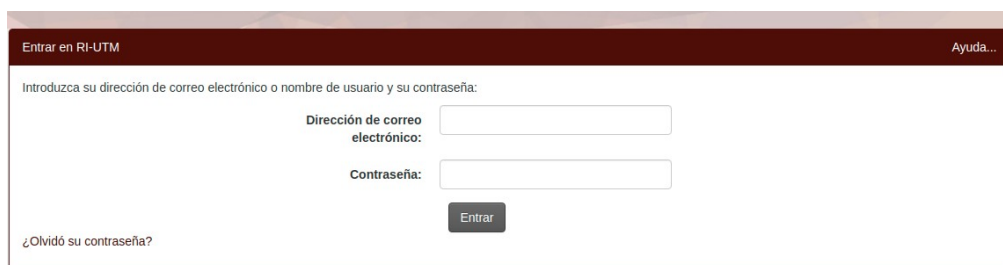 Entrar en RI-UTM
Ayuda...
Introduzca su dirección de correo electrónico o nombre de usuario y su contraseña:
Dirección de correo
electrónico:
Contraseña:
Entrar
¿Olvidó su contraseña?